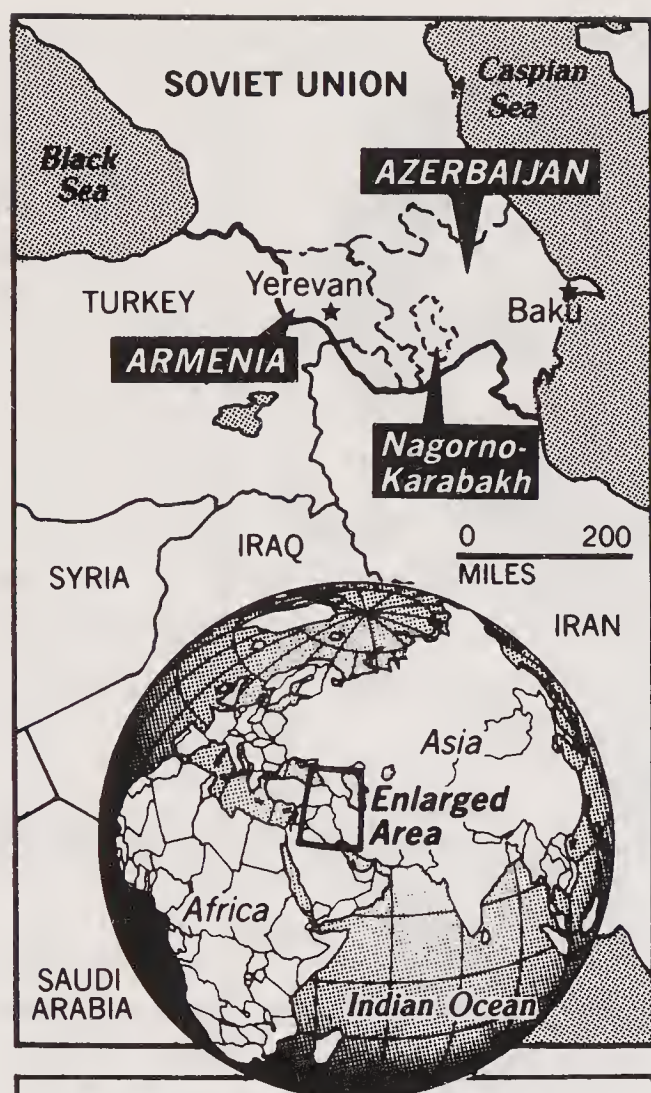 SOVIET UNION
Caspian
Sea
Black
Sea
AZERBAIJAN
TURKEY
Yerevan
Baku
ARMENIA
Nagorno-
Karabakh
0 200
MILES
SYRIA
IRAQ
IRAN
Asia
Enlarged
Area
Africa
SAUDI
ARABIA
Indian Ocean